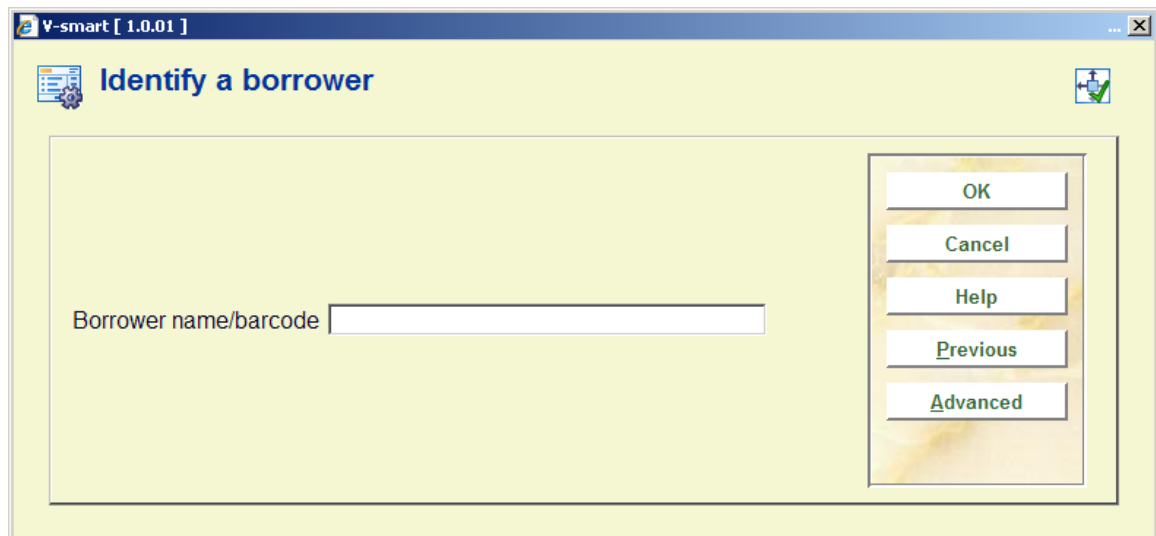 V-smart [ 1.0.01 ] ...
Identify a borrower
Borrower name/barcode
OK
Cancel
Help
Previous
Advanced